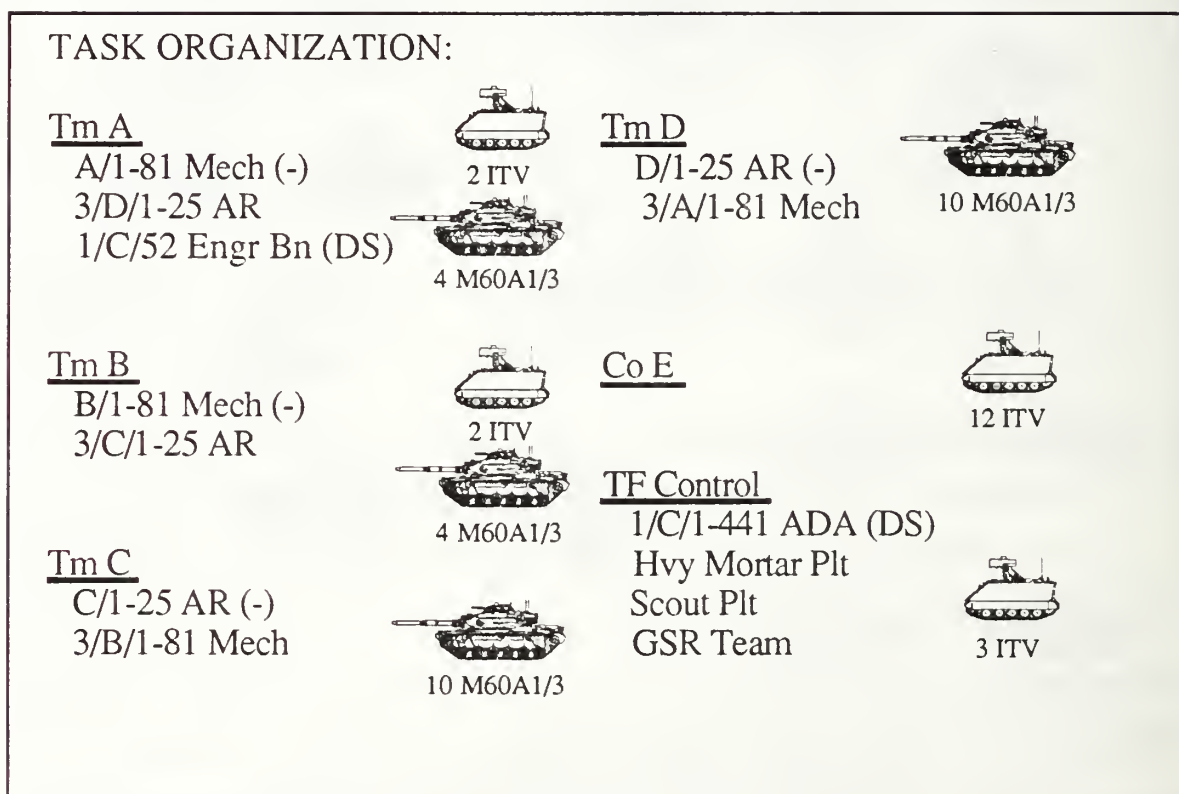 TASK ORGANIZATION:
Tm A
A/1-81 Mech (-)
3/D/1-25 AR
1/C/52 Engr Bn (DS)
2 ITV
4 M60A1/3
Tm B
B/1-81 Mech (-)
3/C/1-25 AR
2 ITV
4 M60A1/3
Tm C
C/1-25 AR (-)
3/B/1-81 Mech
10 M60A1/3
Tm D
D/1-25 AR (-)
3/A/1-81 Mech
10 M60A1/3
Co E
12 ITV
TF Control
1/C/1-441 ADA (DS)
Hvy Mortar Plt
Scout Plt
GSR Team
3 ITV